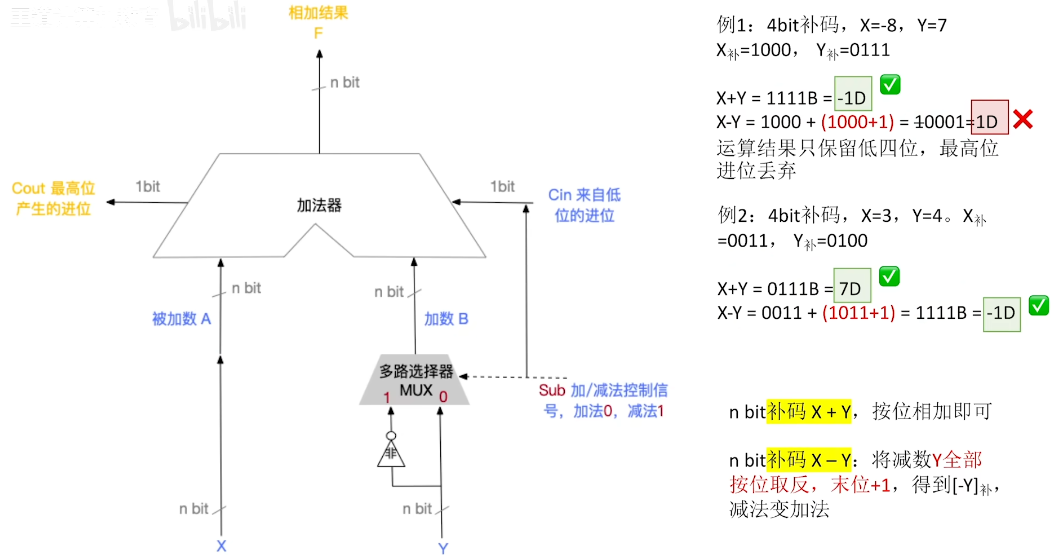 bilibili
相加结果
F
n bit
Cout 最高位
产生的进位
1bit
加法器
1bit
Cin 来自低
位的进位
n bit
被加数 A
n bit
加数 B
多路选择器
MUX
1
0
Sub 加/减法控制信
号，加法0，减法1
非
n bit
n bit
X
Y
例1：4bit补码，X=-8，Y=7
X补=1000， Y补=0111
X+Y = 1111B = -1D
X-Y = 1000 + (1000+1) = 10001=1D
运算结果只保留低四位，最高位
进位丢弃
例2：4bit补码，X=3，Y=4。X补
=0011， Y补=0100
X+Y = 0111B = 7D
X-Y = 0011 + (1011+1) = 1111B = -1D
n bit补码 X + Y，按位相加即可
n bit补码 X – Y：将减数Y全部
按位取反，末位+1，得到[-Y]补，
减法变加法